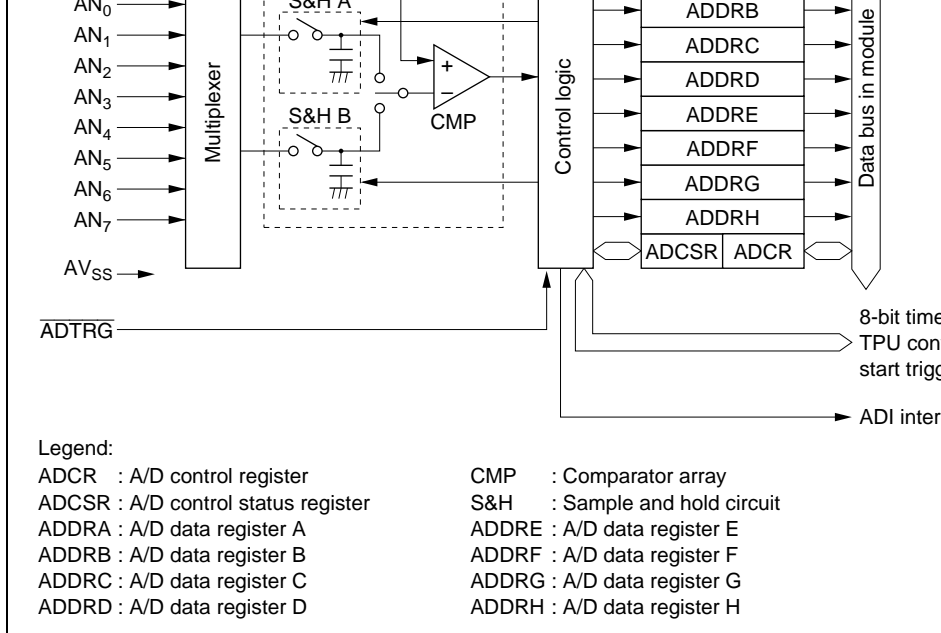 AN0
S&H A
ADDRB
AN1
ADDRC
AN2
ADDRD
AN3
ADDRE
AN4
S&H B
CMP
ADDRF
AN5
ADDRG
AN6
ADDRH
AN7
ADCSR ADCR
Multiplexer
Control logic
Data bus in module
+
−
AVSS
ADTRG
8-bit time
TPU con
start trigg
ADI inter
Legend:
ADCR : A/D control register
ADCSR : A/D control status register
ADDRA : A/D data register A
ADDRB : A/D data register B
ADDRC : A/D data register C
ADDRD : A/D data register D
CMP : Comparator array
S&H : Sample and hold circuit
ADDRE : A/D data register E
ADDRF : A/D data register F
ADDRG : A/D data register G
ADDRH : A/D data register H